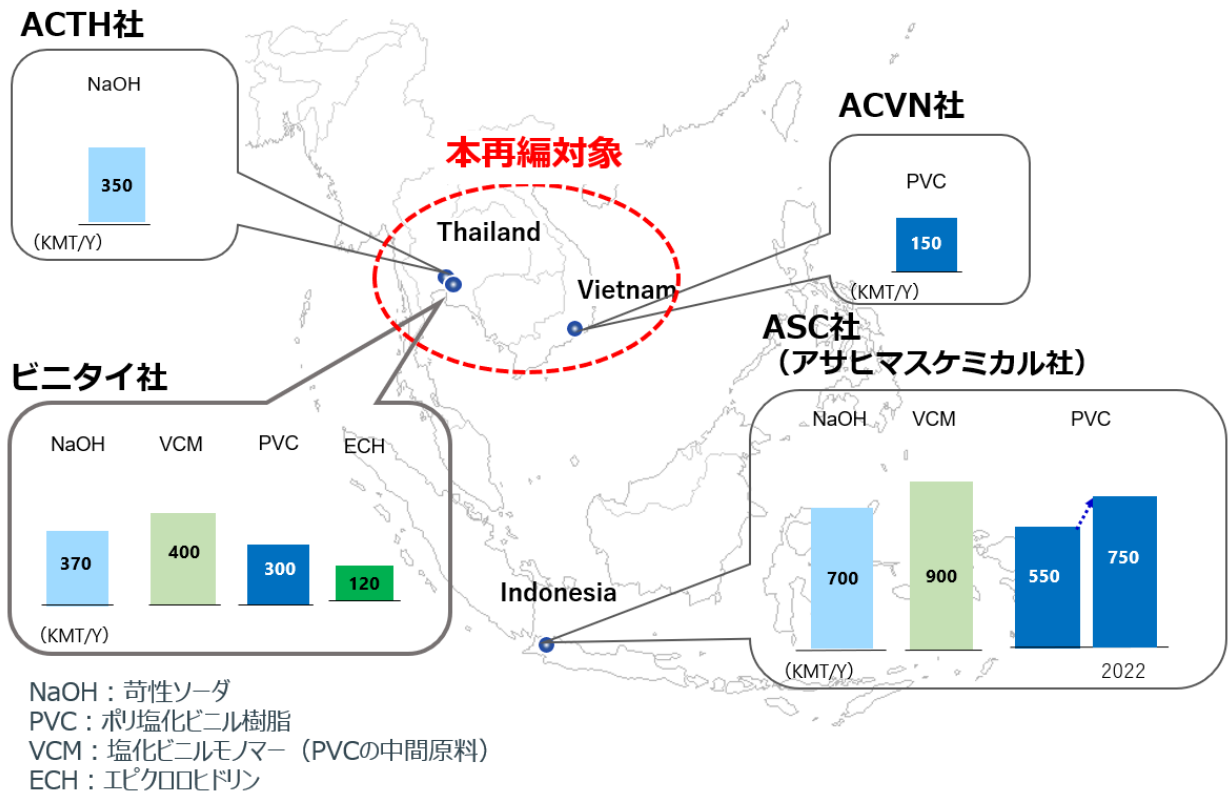 ACTH社
NaOH
350
（KMT/Y）
本再編対象
Thailand
Vietnam
ACVN社
PVC
150
（KMT/Y）
ビニタイ社
NaOH
VCM
PVC
ECH
370
400
300
120
（KMT/Y）
ASC社
（アサヒマスケミカル社）
NaOH
VCM
PVC
700
900
550
750
（KMT/Y）
2022
Indonesia
NaOH：苛性ソーダ
PVC：ポリ塩化ビニル樹脂
VCM：塩化ビニルモノマー（PVCの中間原料）
ECH：エピクロロヒドリン